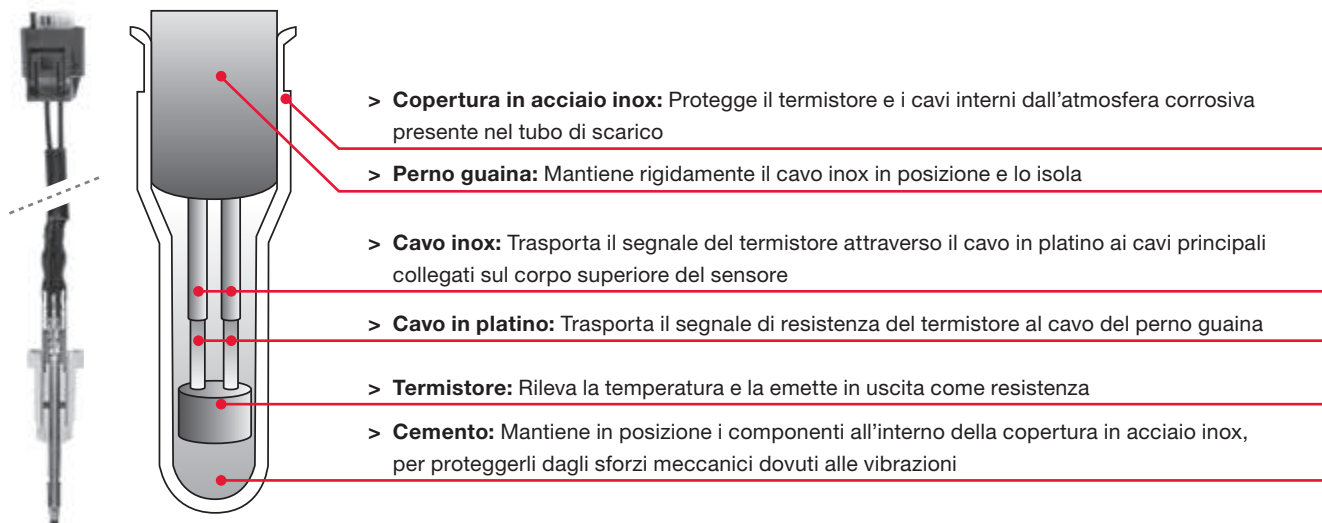 > Copertura in acciaio inox: Protegge il termistore e i cavi interni dall'atmosfera corrosiva
presente nel tubo di scarico
> Perno guaina: Mantiene rigidamente il cavo inox in posizione e lo isola
> Cavo inox: Trasporta il segnale del termistore attraverso il cavo in platino ai cavi principali
collegati sul corpo superiore del sensore
> Cavo in platino: Trasporta il segnale di resistenza del termistore al cavo del perno guaina
> Termistore: Rileva la temperatura e la emette in uscita come resistenza
> Cemento: Mantiene in posizione i componenti all'interno della copertura in acciaio inox,
per proteggerli dagli sforzi meccanici dovuti alle vibrazioni